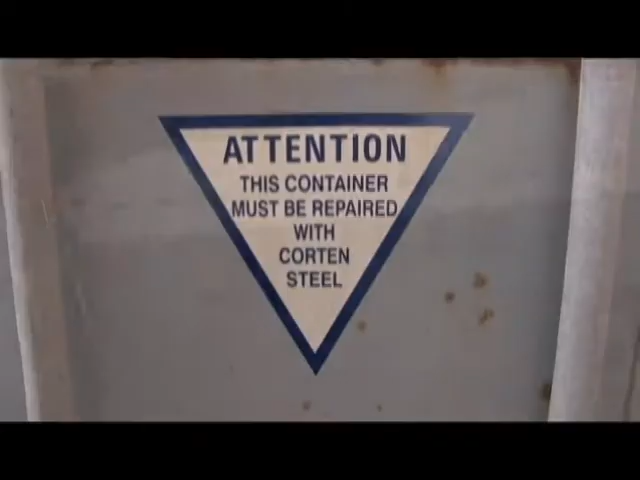 ATTENTION
THIS CONTAINER
MUST BE REPAIRED
WITH
CORTEN
STEEL